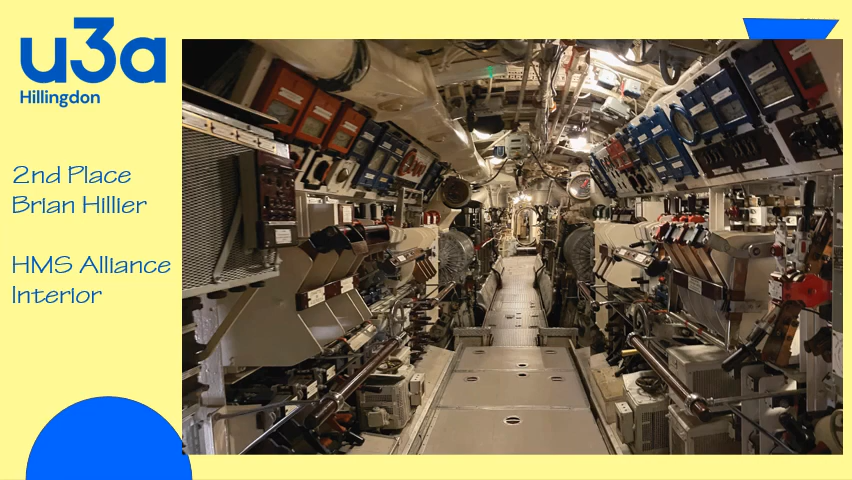 u3a
Hillingdon
2nd Place
Brian Hillier
HMS Alliance
Interior